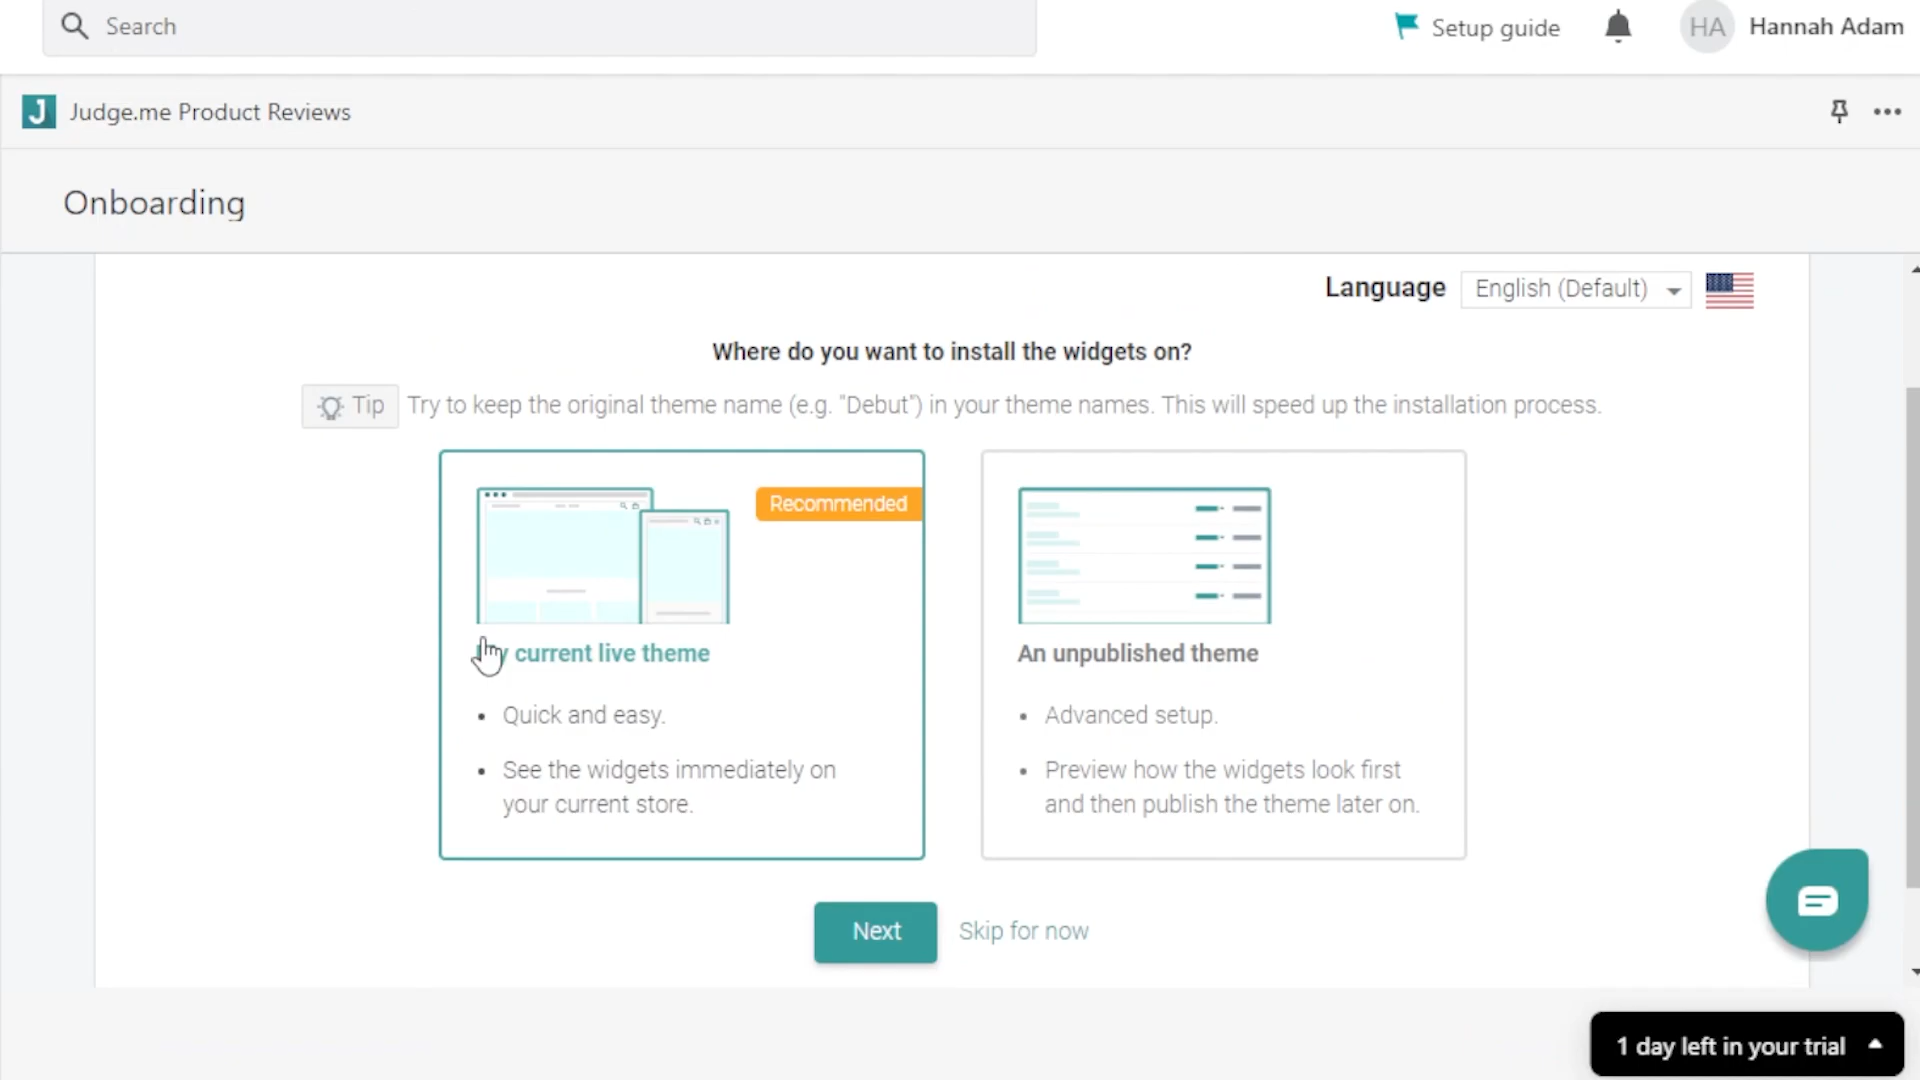 Search
Setup guide
HA
Hannah Adam
J
Judge.me Product Reviews
Onboarding
Language
English (Default)
Where do you want to install the widgets on?
Tip
Try to keep the original theme name (e.g. "Debut") in your theme names. This will speed up the installation process.
Recommended
current live theme
• Quick and easy.
• See the widgets immediately on
your current store.
An unpublished theme
• Advanced setup.
• Preview how the widgets look first
and then publish the theme later on.
Next
Skip for now
1 day left in your trial